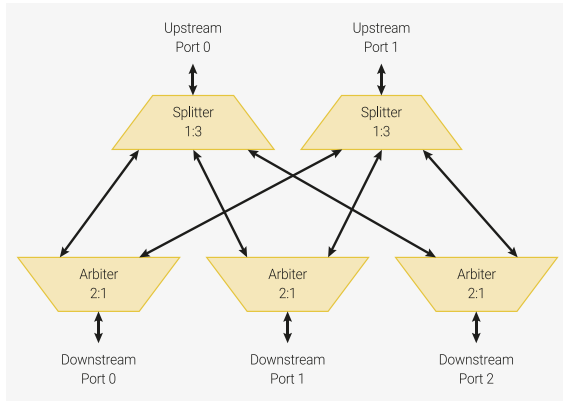 Upstream
Port 0
Upstream
Port 1
Splitter
1:3
Splitter
1:3
Arbiter
2:1
Arbiter
2:1
Arbiter
2:1
Downstream
Port 0
Downstream
Port 1
Downstream
Port 2